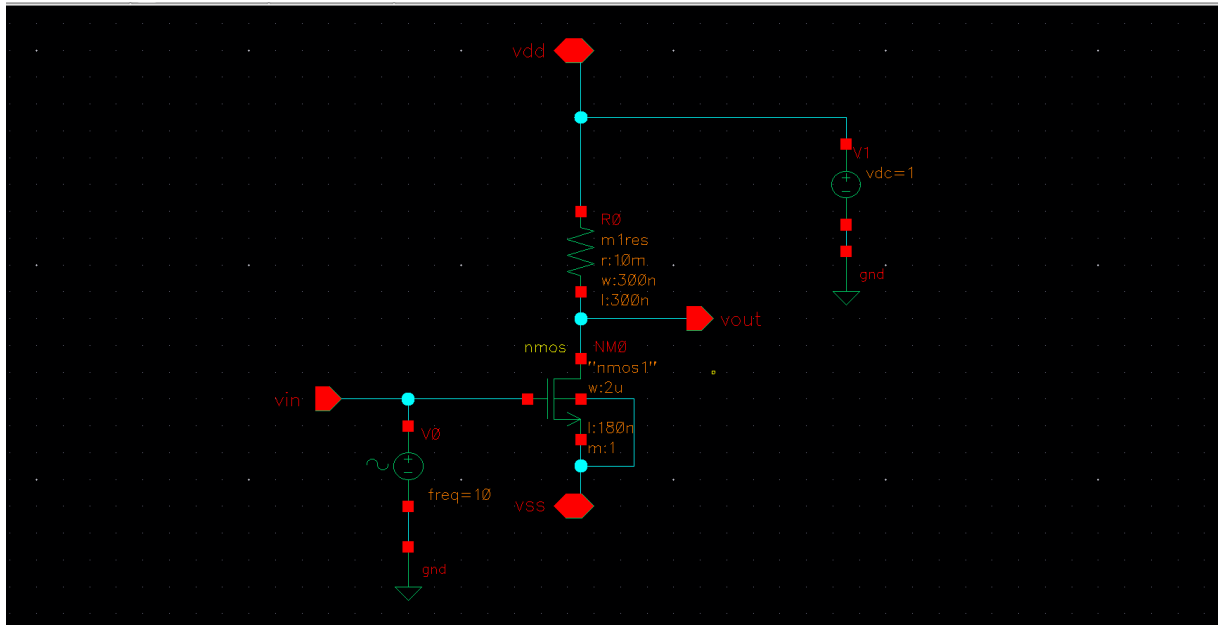 vdd
V1
vdc=1
gnd
R0
m1res
r:10m
w:300n
l:300n
vout
nmos
NM0
"nmos1"
w:2u
l:180n
m:1
vin
V0
freq=10
gnd
vss